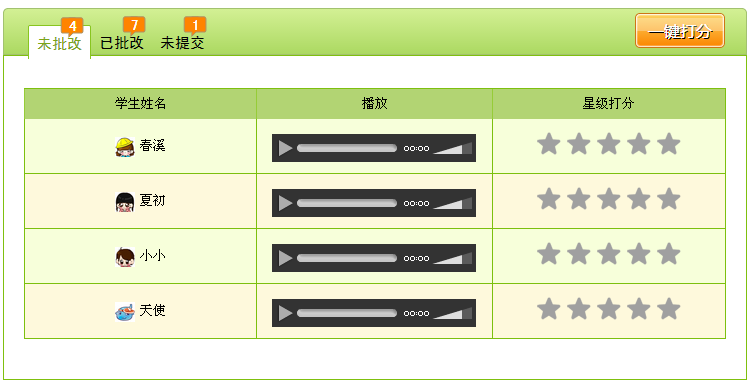 4 7 1
未批改 已批改 未提交 一键打分
学生姓名 播放 星级打分
春溪 00:00
夏初 00:00
小小 00:00
天使 00:00